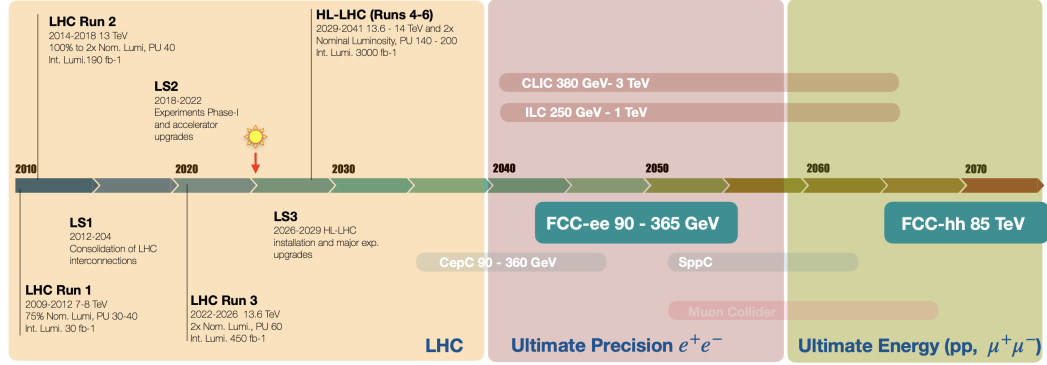 LHC Run 2
2014-2018 13 TeV
100% to 2x Nom. Lumi, PU 40
Int. Lumi.190 fb-1
HL-LHC (Runs 4-6)
2029-2041 13.6 - 14 TeV and 2x
Nominal Luminosity, PU 140 - 200
Int. Lumi. 3000 fb-1
LS2
2018-2022
Experiments Phase-I
and accelerator
upgrades
CLIC 380 GeV- 3 TeV
ILC 250 GeV - 1 TeV
2010
2020
2030
2040
2050
2060
2070
LS1
2012-204
Consolidation of LHC
interconnections
LS3
2026-2029 HL-LHC
installation and major exp.
upgrades
FCC-ee 90 - 365 GeV
FCC-hh 85 TeV
CepC 90 - 360 GeV
SppC
LHC Run 1
2009-2012 7-8 TeV
75% Nom. Lumi, PU 30-40
Int. Lumi. 30 fb-1
LHC Run 3
2022-2026 13.6 TeV
2x Nom. Lumi., PU 60
Int. Lumi. 450 fb-1
Muon Collider
LHC
Ultimate Precision e⁺e⁻
Ultimate Energy (pp, μ⁺μ⁻)